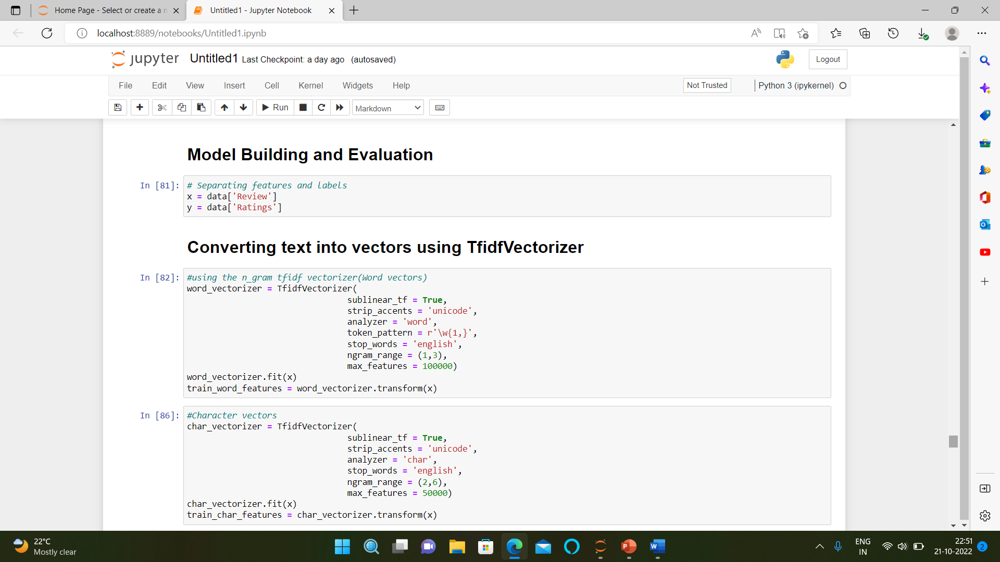 Home Page - Select or create a n
Untitled1 - Jupyter Notebook
localhost:8889/notebooks/Untitled1.ipynb
jupyter Untitled1 Last Checkpoint: a day ago (autosaved)
Logout
File Edit View Insert Cell Kernel Widgets Help
Not Trusted
Python 3 (ipykernel)
Run
Markdown
Model Building and Evaluation
In [81]:
# Separating features and labels
x = data['Review']
y = data['Ratings']
Converting text into vectors using TfidfVectorizer
In [82]:
#using the n_gram tfidf vectorizer(Word vectors)
word_vectorizer = TfidfVectorizer(
sublinear_tf = True,
strip_accents = 'unicode',
analyzer = 'word',
token_pattern = r'\w{1,}',
stop_words = 'english',
ngram_range = (1,3),
max_features = 100000)
word_vectorizer.fit(x)
train_word_features = word_vectorizer.transform(x)
In [86]:
#Character vectors
char_vectorizer = TfidfVectorizer(
sublinear_tf = True,
strip_accents = 'unicode',
analyzer = 'char',
stop_words = 'english',
ngram_range = (2,6),
max_features = 50000)
char_vectorizer.fit(x)
train_char_features = char_vectorizer.transform(x)
22°C
Mostly clear
ENG
IN
22:51
21-10-2022
2